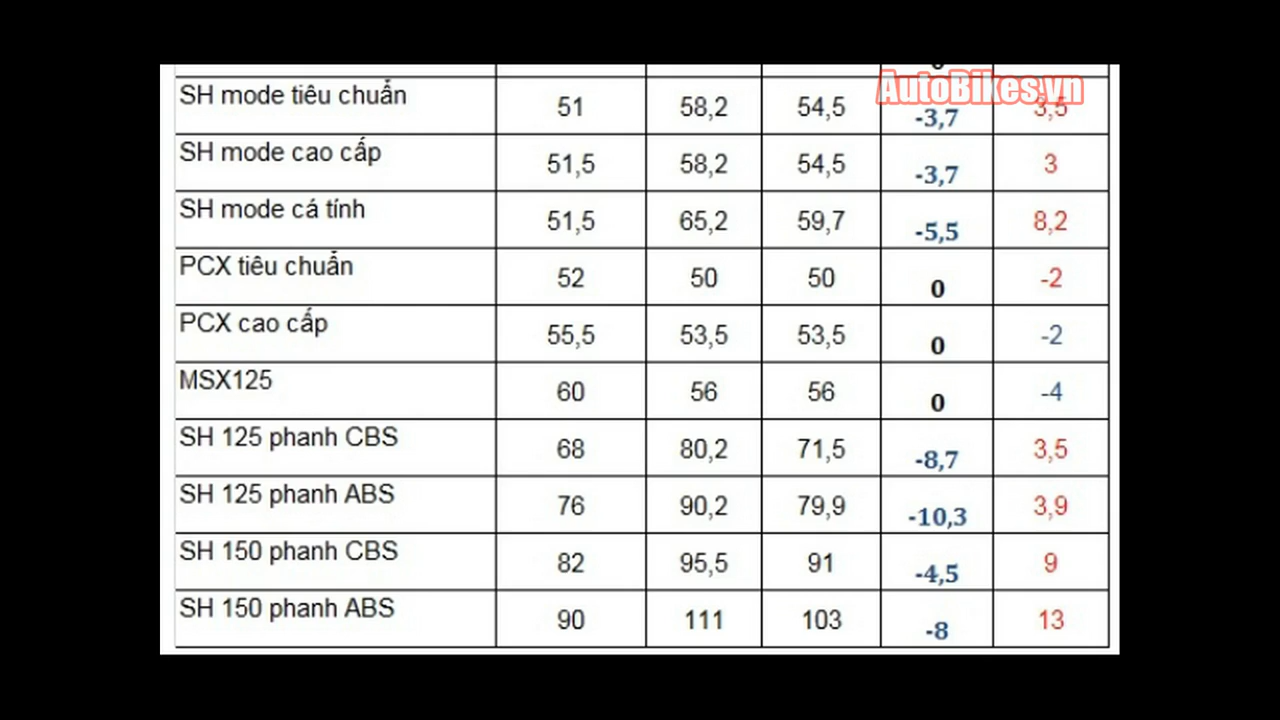 AutoBikes.vn
SH mode tiêu chuẩn 51 58,2 54,5 -3,7 3,5
SH mode cao cấp 51,5 58,2 54,5 -3,7 3
SH mode cá tính 51,5 65,2 59,7 -5,5 8,2
PCX tiêu chuẩn 52 50 50 0 -2
PCX cao cấp 55,5 53,5 53,5 0 -2
MSX125 60 56 56 0 -4
SH 125 phanh CBS 68 80,2 71,5 -8,7 3,5
SH 125 phanh ABS 76 90,2 79,9 -10,3 3,9
SH 150 phanh CBS 82 95,5 91 -4,5 9
SH 150 phanh ABS 90 111 103 -8 13